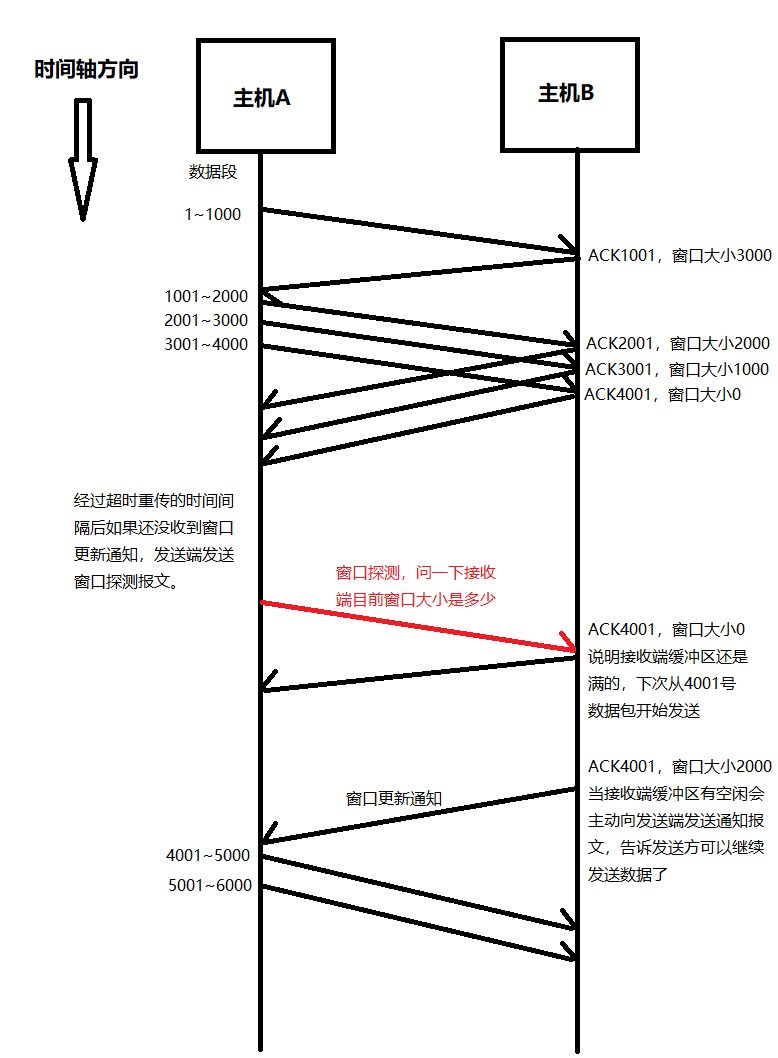 时间轴方向
主机A
主机B
数据段
1~1000
ACK1001，窗口大小3000
1001~2000
2001~3000
3001~4000
ACK2001，窗口大小2000
ACK3001，窗口大小1000
ACK4001，窗口大小0
经过超时重传的时间间
隔后如果还没收到窗口
更新通知，发送端发送
窗口探测报文。
窗口探测，问一下接收
端目前窗口大小是多少
ACK4001，窗口大小0
说明接收端缓冲区还是
满的，下次从4001号
数据包开始发送
ACK4001，窗口大小2000
当接收端缓冲区有空闲会
主动向发送端发送通知报
文，告诉发送方可以继续
发送数据了
窗口更新通知
4001~5000
5001~6000